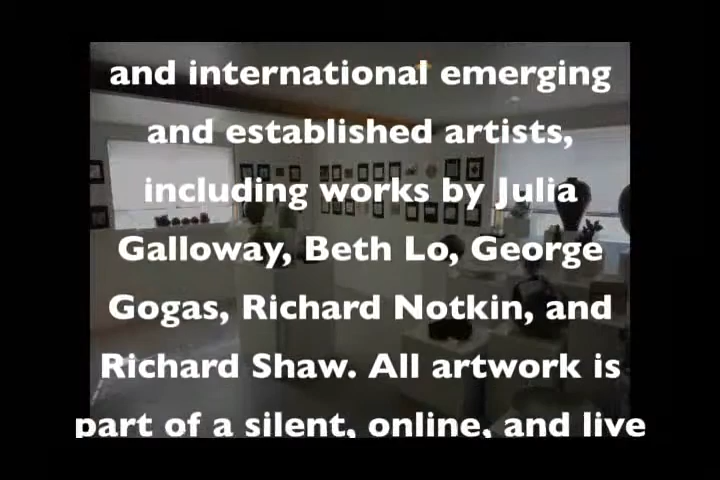 and international emerging
and established artists,
including works by Julia
Galloway, Beth Lo, George
Gogas, Richard Notkin, and
Richard Shaw. All artwork is
part of a silent, online, and live